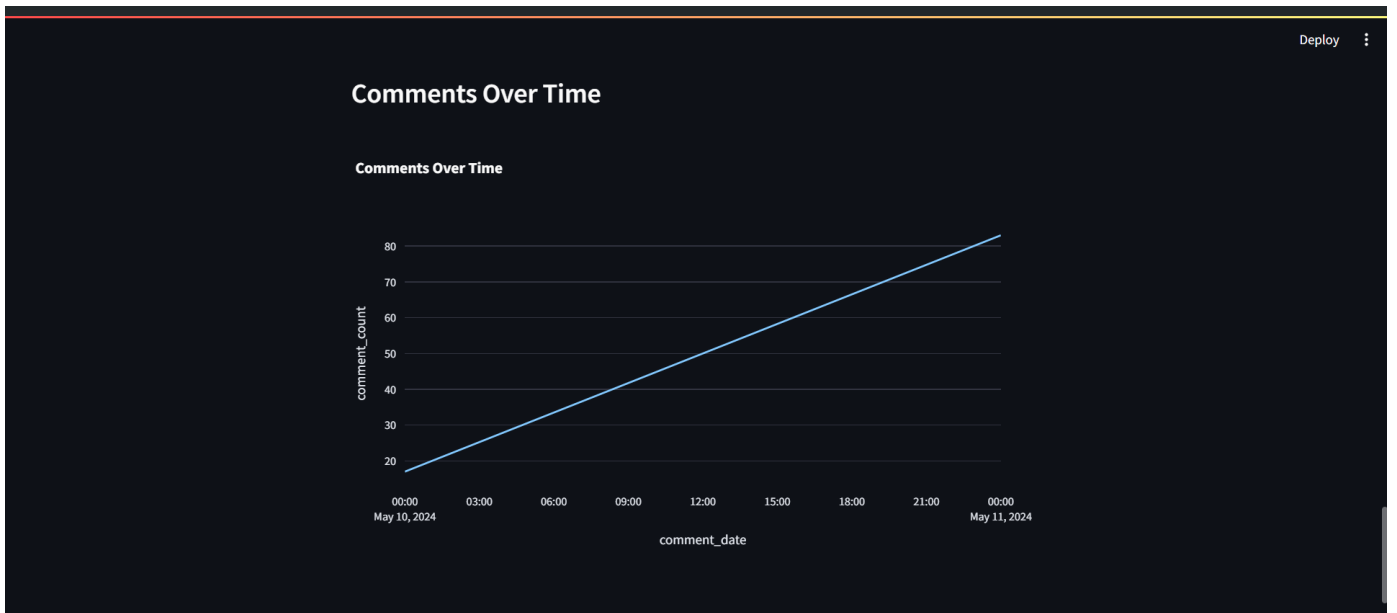 Deploy
Comments Over Time
Comments Over Time
80
70
60
50
40
30
20
comment_count
00:00 03:00 06:00 09:00 12:00 15:00 18:00 21:00 00:00
May 10, 2024 May 11, 2024
comment_date